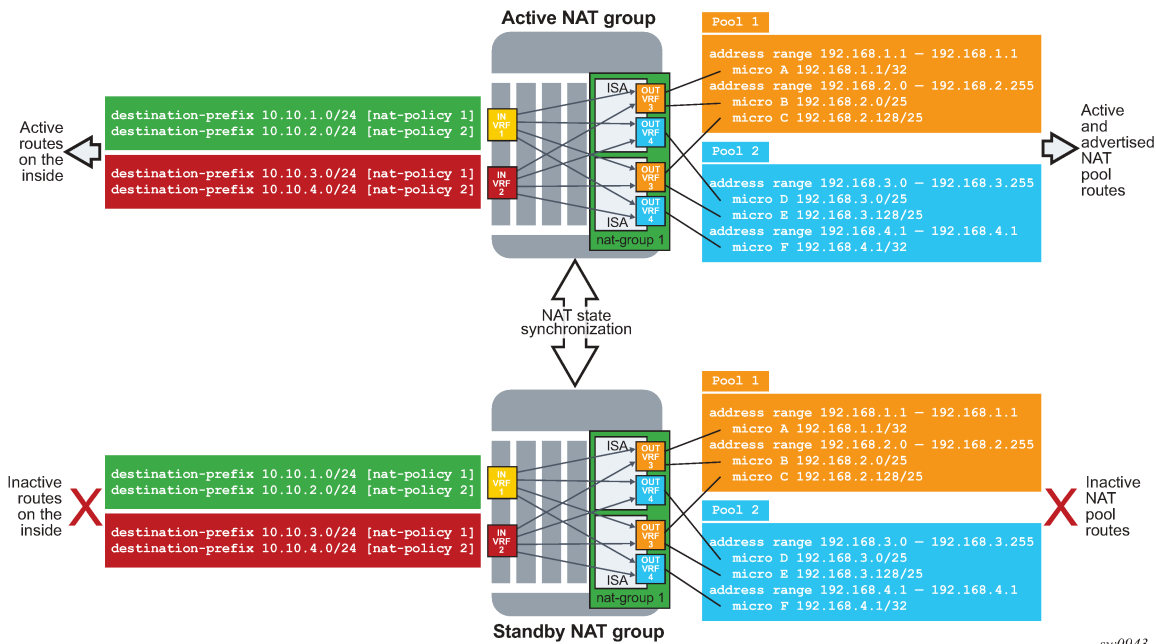 Active NAT group
Active
routes
on the
inside
destination-prefix 10.10.1.0/24 [nat-policy 1]
destination-prefix 10.10.2.0/24 [nat-policy 2]
destination-prefix 10.10.3.0/24 [nat-policy 1]
destination-prefix 10.10.4.0/24 [nat-policy 2]
IN
VRF
1
IN
VRF
2
ISA
OUT
VRF
3
OUT
VRF
4
OUT
VRF
3
OUT
VRF
4
ISA
nat-group 1
Pool 1
address range 192.168.1.1 – 192.168.1.1
micro A 192.168.1.1/32
address range 192.168.2.0 – 192.168.2.255
micro B 192.168.2.0/25
micro C 192.168.2.128/25
Pool 2
address range 192.168.3.0 – 192.168.3.255
micro D 192.168.3.0/25
micro E 192.168.3.128/25
address range 192.168.4.1 – 192.168.4.1
micro F 192.168.4.1/32
Active
and
advertised
NAT
pool
routes
NAT state
synchronization
Inactive
routes
on the
inside
destination-prefix 10.10.1.0/24 [nat-policy 1]
destination-prefix 10.10.2.0/24 [nat-policy 2]
destination-prefix 10.10.3.0/24 [nat-policy 1]
destination-prefix 10.10.4.0/24 [nat-policy 2]
IN
VRF
1
IN
VRF
2
ISA
OUT
VRF
3
OUT
VRF
4
OUT
VRF
3
OUT
VRF
4
ISA
nat-group 1
Pool 1
address range 192.168.1.1 – 192.168.1.1
micro A 192.168.1.1/32
address range 192.168.2.0 – 192.168.2.255
micro B 192.168.2.0/25
micro C 192.168.2.128/25
Pool 2
address range 192.168.3.0 – 192.168.3.255
micro D 192.168.3.0/25
micro E 192.168.3.128/25
address range 192.168.4.1 – 192.168.4.1
micro F 192.168.4.1/32
Inactive
NAT
pool
routes
Standby NAT group